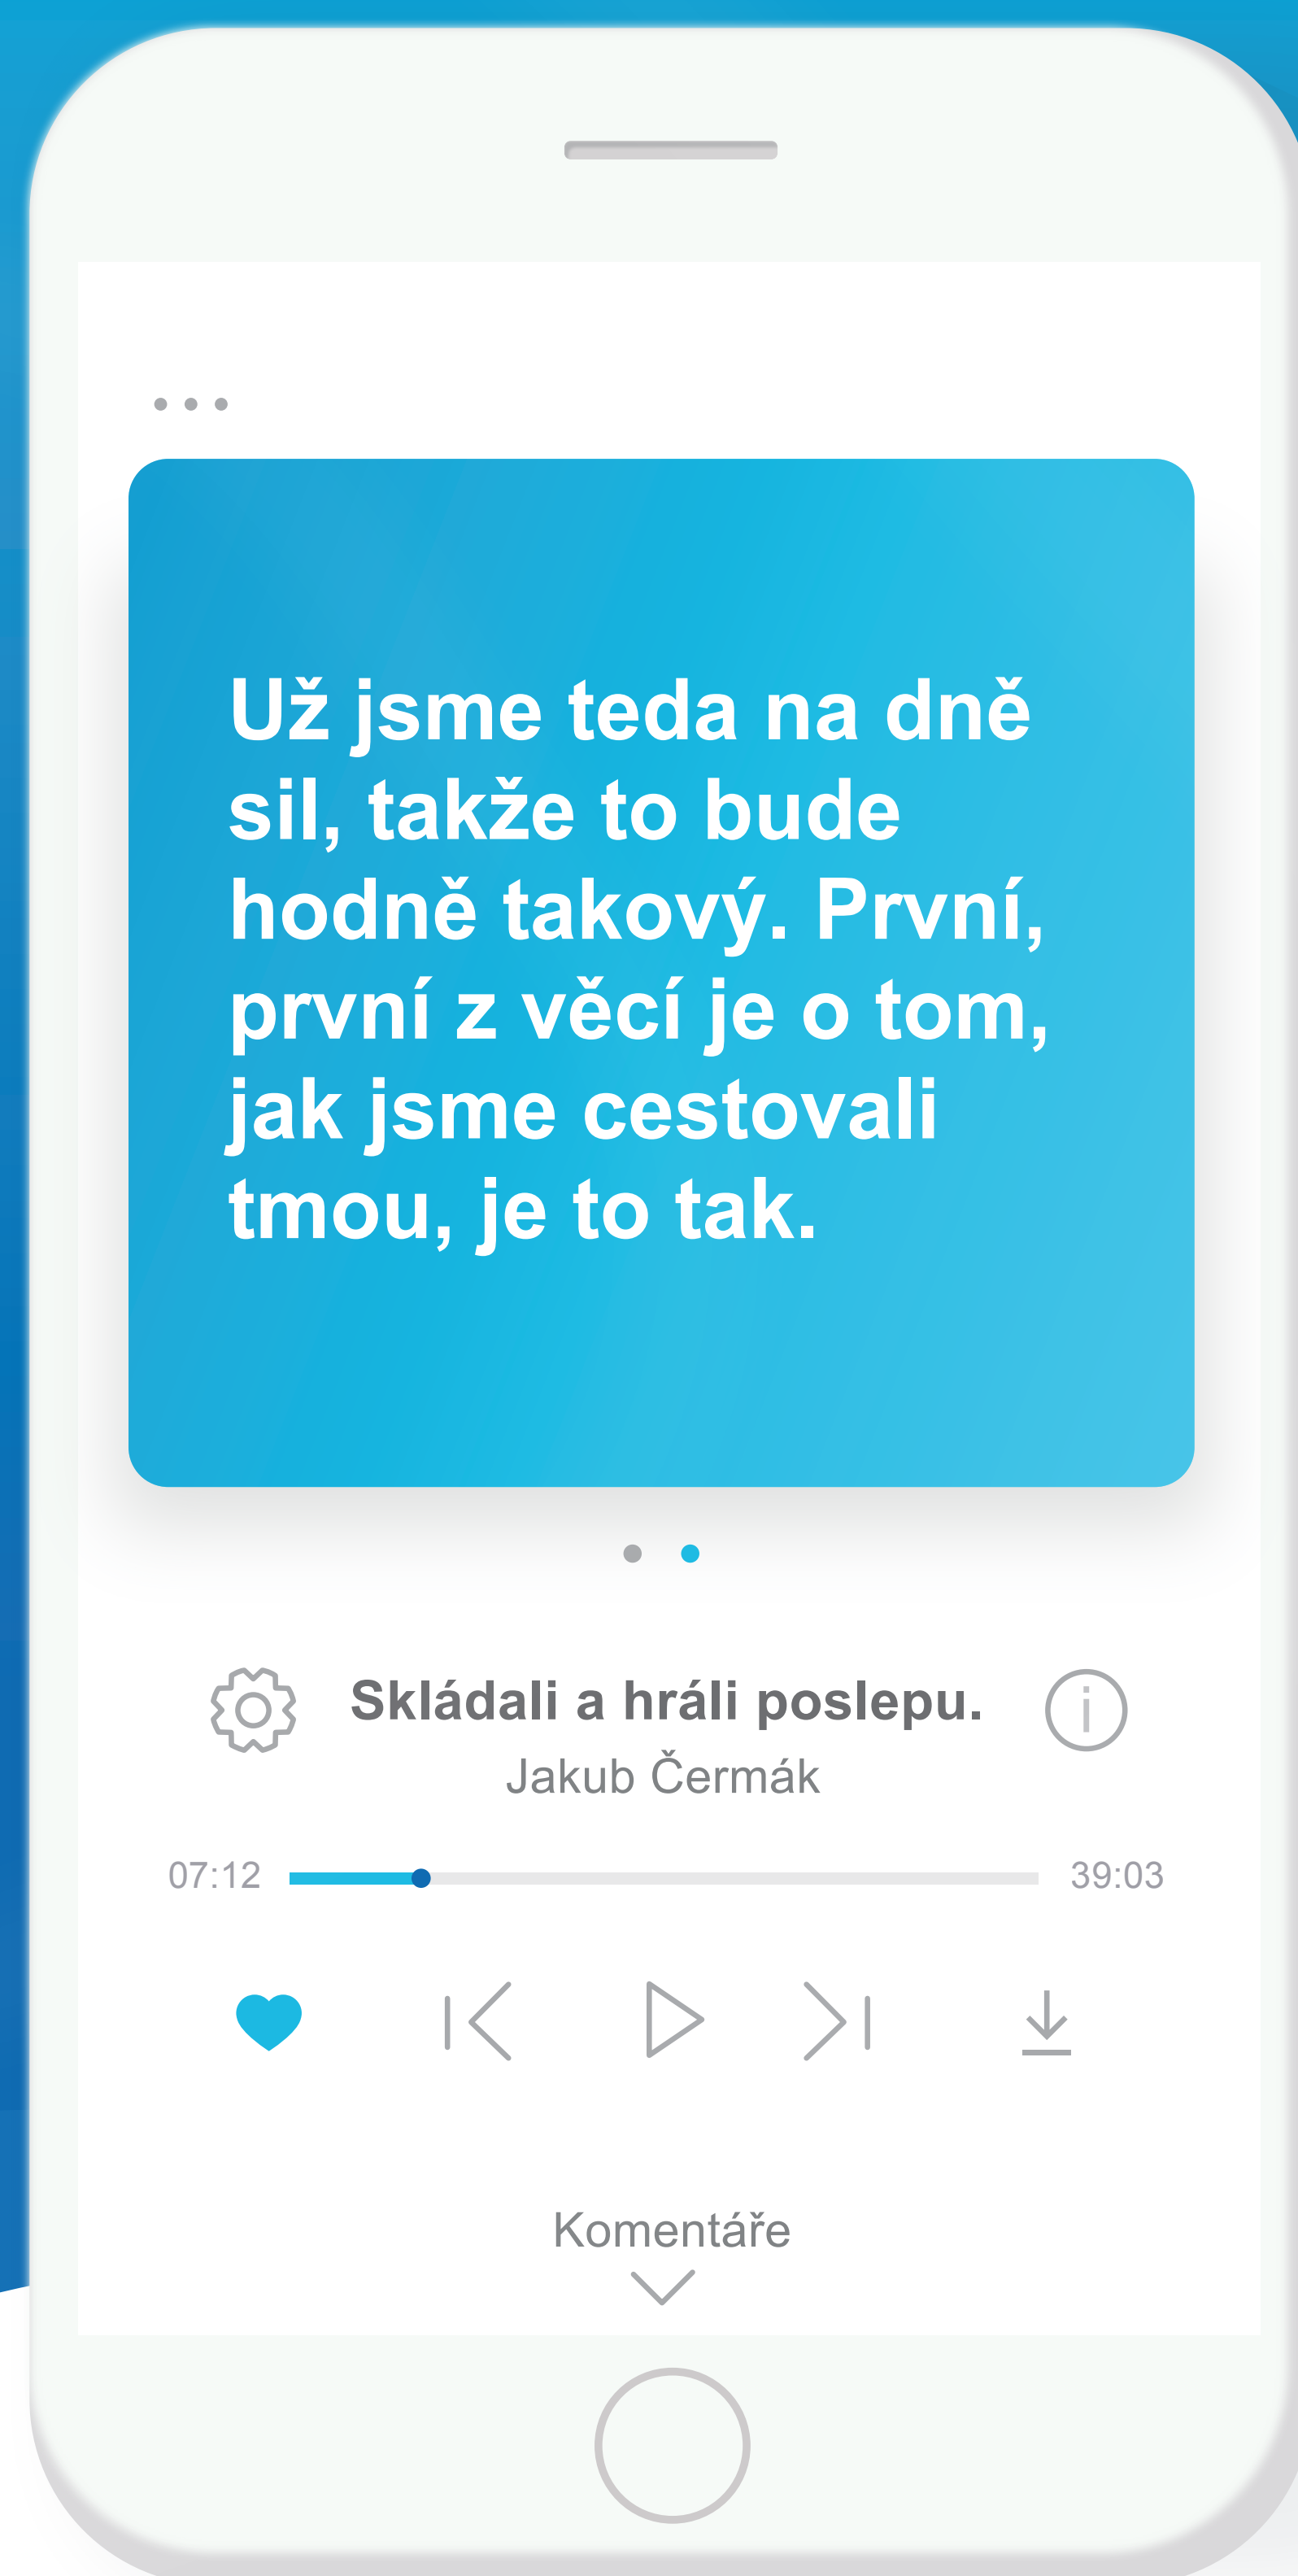 Už jsme teda na dně
sil, takže to bude
hodně takový. První,
první z věcí je o tom,
jak jsme cestovali
tmou, je to tak.
Skládali a hráli poslepu.
Jakub Čermák
07:12
39:03
Komentáře